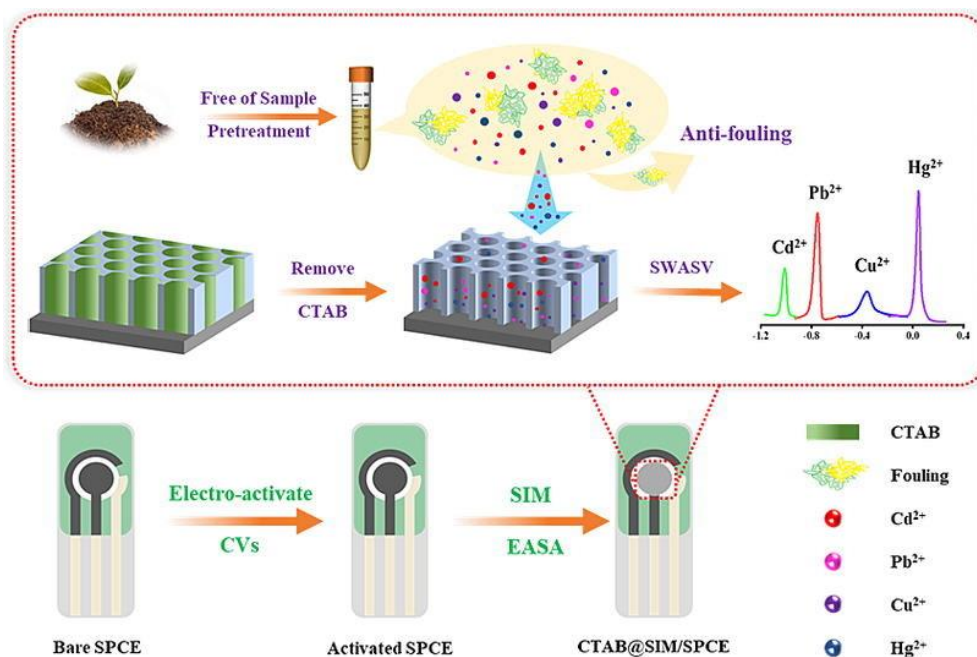 Free of Sample
Pretreatment
Anti-fouling
Remove
CTAB
SWASV
Cd²⁺
Pb²⁺
Cu²⁺
Hg²⁺
-1.2
-0.8
-0.4
0.0
Electro-activate
CVs
SIM
EASA
Bare SPCE
Activated SPCE
CTAB@SIM/SPCE
CTAB
Fouling
Cd²⁺
Pb²⁺
Cu²⁺
Hg²⁺